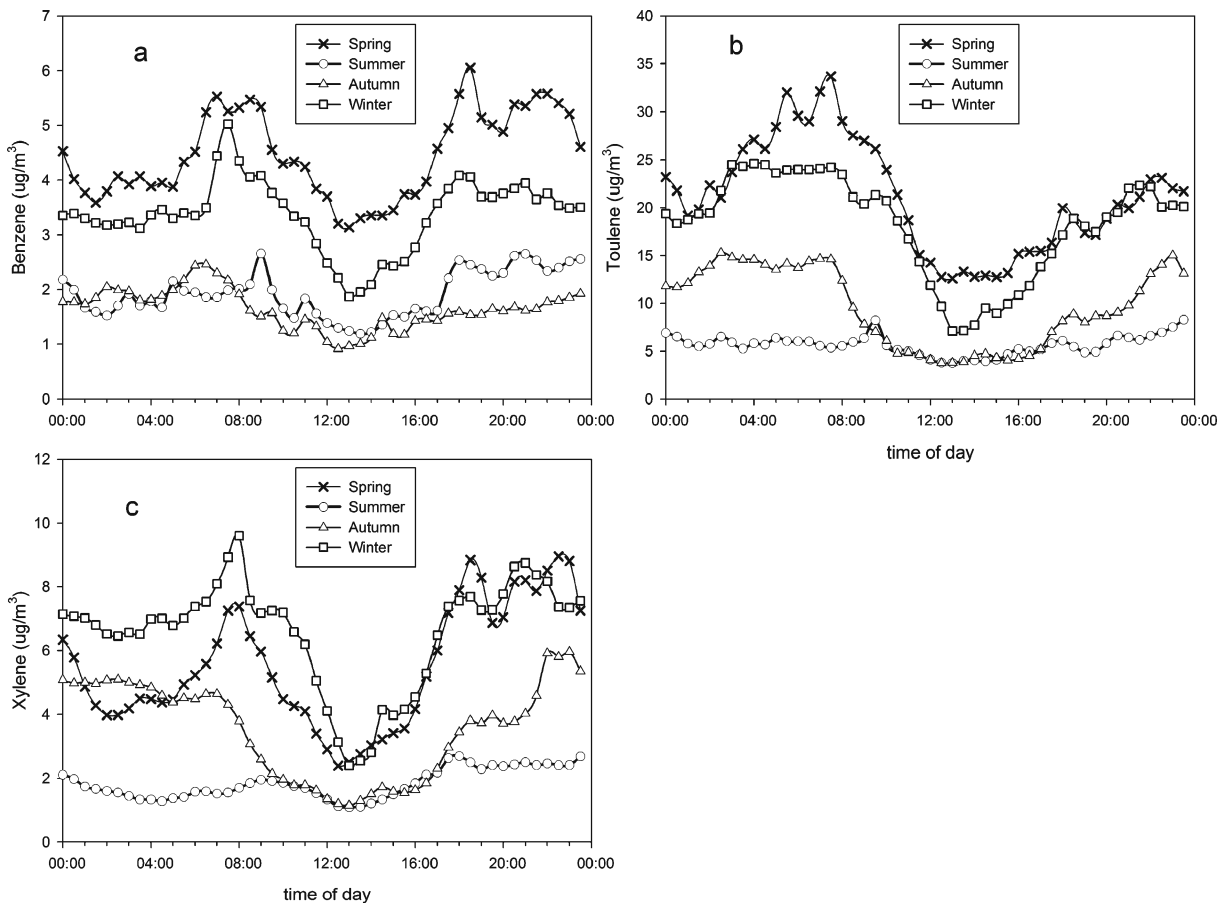 a
Spring
Summer
Autumn
Winter
Benzene (ug/m3)
7
6
5
4
3
2
1
0
00:00 04:00 08:00 12:00 16:00 20:00 00:00
b
Spring
Summer
Autumn
Winter
Toulene (ug/m3)
40
35
30
25
20
15
10
5
0
00:00 04:00 08:00 12:00 16:00 20:00 00:00
time of day
c
Spring
Summer
Autumn
Winter
Xylene (ug/m3)
12
10
8
6
4
2
0
00:00 04:00 08:00 12:00 16:00 20:00 00:00
time of day